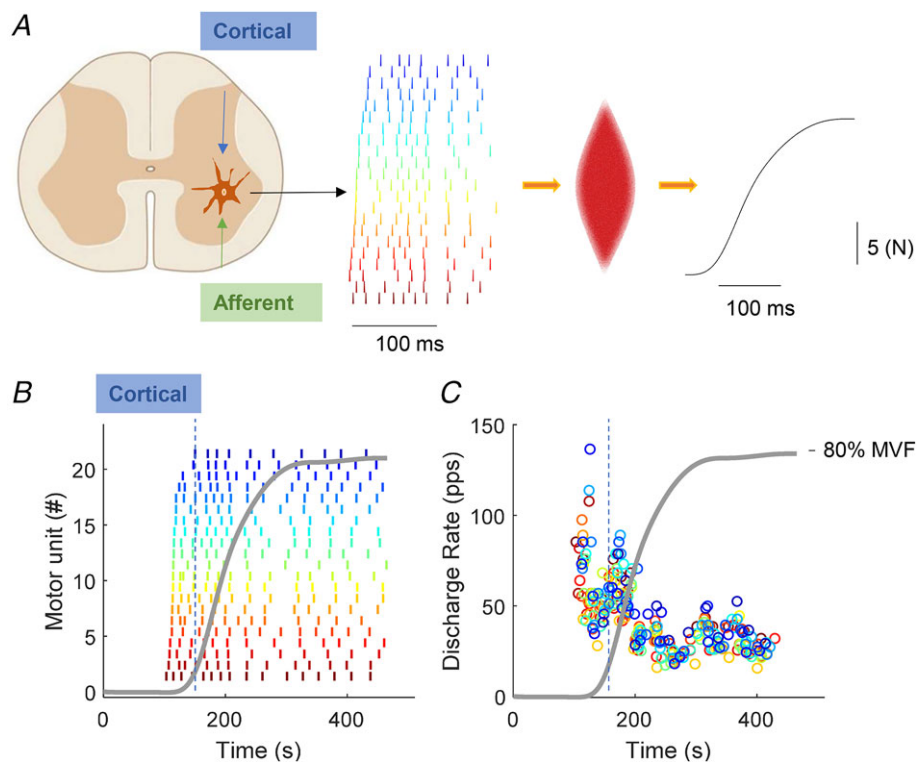 A
Cortical
Afferent
100 ms
5 (N)
100 ms
B
Cortical
Motor unit (#)
20
15
10
5
0
0
200
400
Time (s)
C
Discharge Rate (pps)
150
100
50
0
0
200
400
Time (s)
80% MVF